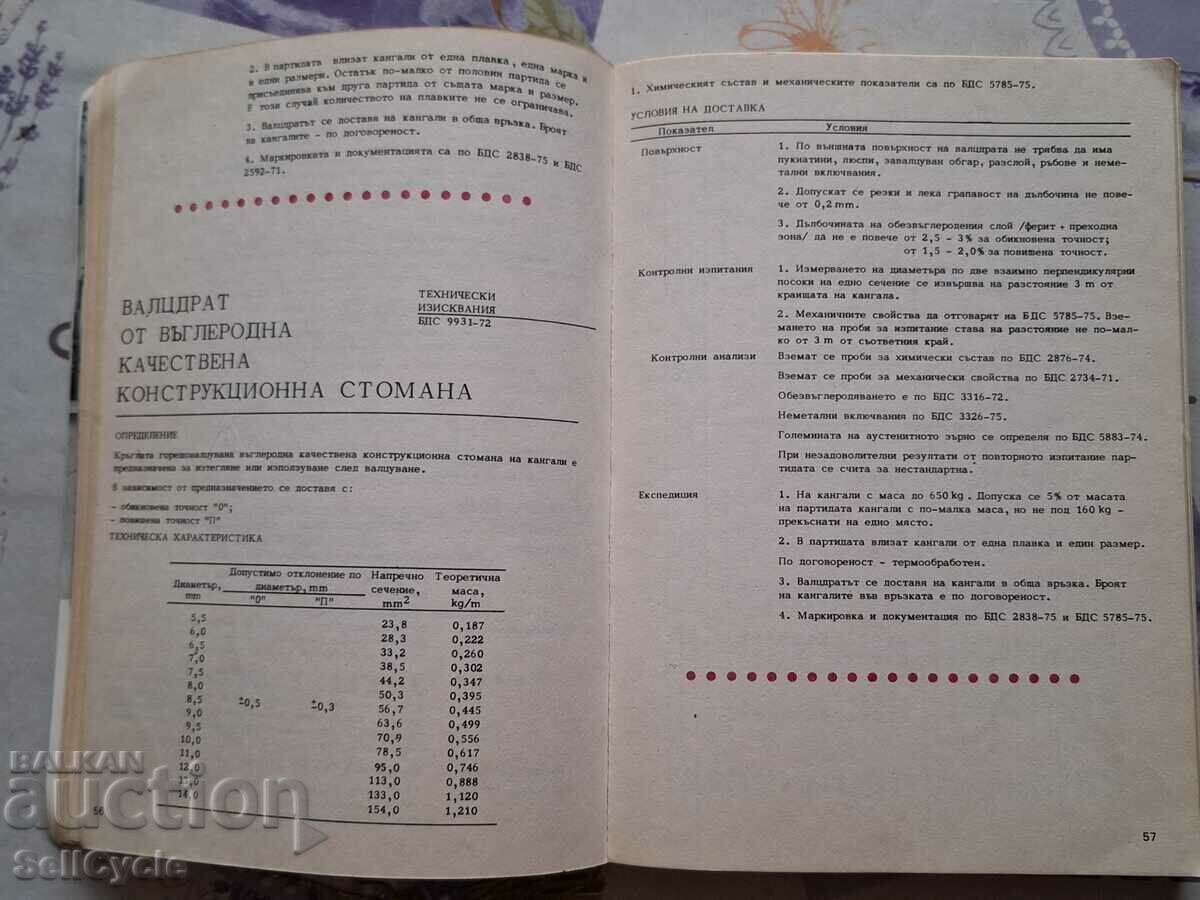 2. В партидата влизат кангали от една плавка, една марка и
и едни размери. Остатък по-малко от половин партида се
присъединява към друга партида от същата марка и размер.
В този случай количеството на плавките не се ограничава.
3. Валцдратът се доставя на кангали в обща връзка. Броят
на кангалите - по договореност.
4. Маркировката и документацията са по БДС 2838-75 и БДС
2592-71.
ВАЛЦДРАТ
ОТ ВЪГЛЕРОДНА
КАЧЕСТВЕНА
КОНСТРУКЦИОННА СТОМАНА
ТЕХНИЧЕСКИ
ИЗИСКВАНИЯ
БДС 9931-72
ОПРЕДЕЛЕНИЕ
Кръглата горещовалцувана въглеродна качествена конструкционна стомана на кангали е
предназначена за изтегляне или използуване след валцуване.
В зависимост от предназначението се доставя с:
- обикновена точност "О";
- повишена точност "П"
ТЕХНИЧЕСКА ХАРАКТЕРИСТИКА
Диаметър, mm Допустимо отклонение по диаметър, mm "О" "П" Напречно сечение, mm2 Теоретична маса, kg/m
5,5 23,8 0,187
6,0 28,3 0,222
6,5 33,2 0,260
7,0 38,5 0,302
7,5 44,2 0,347
8,0 50,3 0,395
8,5 ±0,5 ±0,3 56,7 0,445
9,0 63,6 0,499
9,5 70,9 0,556
10,0 78,5 0,617
11,0 95,0 0,746
12,0 113,0 0,888
13,0 133,0 1,120
14,0 154,0 1,210
56
1. Химическият състав и механическите показатели са по БДС 5785-75.
УСЛОВИЯ НА ДОСТАВКА
Показател Условия
Повърхност 1. По външната повърхност на валцдрата не трябва да има
пукнатини, люспи, завалцуван обгар, разслой, ръбове и неме-
тални включвания.
2. Допускат се резки и лека грапавост на дълбочина не пове-
че от 0,2 mm.
3. Дълбочината на обезвъглеродения слой /ферит + преходна
зона/ да не е повече от 2,5 - 3% за обикновена точност;
от 1,5 - 2,0% за повишена точност.
Контролни изпитания 1. Измерването на диаметъра по две взаимно перпендикулярни
посоки на едно сечение се извършва на разстояние 3 m от
краищата на кангала.
2. Механичните свойства да отговарят на БДС 5785-75. Взе-
мането на проби за изпитание става на разстояние не по-мал-
ко от 3 m от съответния край.
Контролни анализи Вземат се проби за химически състав по БДС 2876-74.
Вземат се проби за механически свойства по БДС 2734-71.
Обезвъглеродяването е по БДС 3316-72.
Неметални включвания по БДС 3326-75.
Големината на аустенитното зърно се определя по БДС 5883-74.
При незадоволителни резултати от повторното изпитание пар-
тидата се счита за нестандартна.
Експедиция 1. На кангали с маса до 650 kg. Допуска се 5% от масата
на партидата кангали с по-малка маса, но не под 160 kg -
прекъснати на едно място.
2. В партидата влизат кангали от една плавка и един размер.
По договореност - термообработен.
3. Валцдратът се доставя на кангали в обща връзка. Броят
на кангалите във връзката е по договореност.
4. Маркировка и документация по БДС 2838-75 и БДС 5785-75.
57
BALKAN
auction
SellCycle